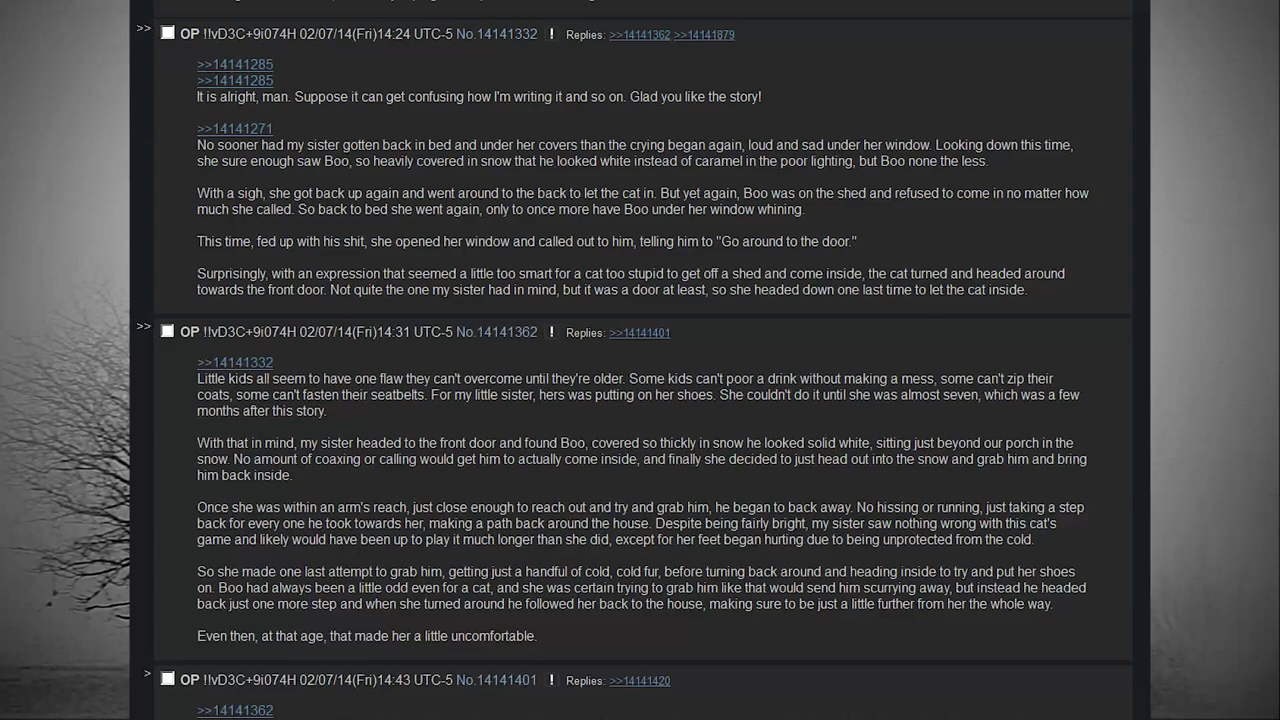 >> OP !!vD3C+9i074H 02/07/14(Fri)14:24 UTC-5 No.14141332 ! Replies: >>14141362 >>14141879
>>14141285
>>14141285
It is alright, man. Suppose it can get confusing how I'm writing it and so on. Glad you like the story!
>>14141271
No sooner had my sister gotten back in bed and under her covers than the crying began again, loud and sad under her window. Looking down this time,
she sure enough saw Boo, so heavily covered in snow that he looked white instead of caramel in the poor lighting, but Boo none the less.
With a sigh, she got back up again and went around to the back to let the cat in. But yet again, Boo was on the shed and refused to come in no matter how
much she called. So back to bed she went again, only to once more have Boo under her window whining.
This time, fed up with his shit, she opened her window and called out to him, telling him to "Go around to the door."
Surprisingly, with an expression that seemed a little too smart for a cat too stupid to get off a shed and come inside, the cat turned and headed around
towards the front door. Not quite the one my sister had in mind, but it was a door at least, so she headed down one last time to let the cat inside.
>> OP !!vD3C+9i074H 02/07/14(Fri)14:31 UTC-5 No.14141362 ! Replies: >>14141401
>>14141332
Little kids all seem to have one flaw they can't overcome until they're older. Some kids can't poor a drink without making a mess, some can't zip their
coats, some can't fasten their seatbelts. For my little sister, hers was putting on her shoes. She couldn't do it until she was almost seven, which was a few
months after this story.
With that in mind, my sister headed to the front door and found Boo, covered so thickly in snow he looked solid white, sitting just beyond our porch in the
snow. No amount of coaxing or calling would get him to actually come inside, and finally she decided to just head out into the snow and grab him and bring
him back inside.
Once she was within an arm's reach, just close enough to reach out and try and grab him, he began to back away. No hissing or running, just taking a step
back for every one he took towards her, making a path back around the house. Despite being fairly bright, my sister saw nothing wrong with this cat's
game and likely would have been up to play it much longer than she did, except for her feet began hurting due to being unprotected from the cold.
So she made one last attempt to grab him, getting just a handful of cold, cold fur, before turning back around and heading inside to try and put her shoes
on. Boo had always been a little odd even for a cat, and she was certain trying to grab him like that would send him scurrying away, but instead he headed
back just one more step and when she turned around he followed her back to the house, making sure to be just a little further from her the whole way.
Even then, at that age, that made her a little uncomfortable.
> OP !!vD3C+9i074H 02/07/14(Fri)14:43 UTC-5 No.14141401 ! Replies: >>14141420
>>14141362